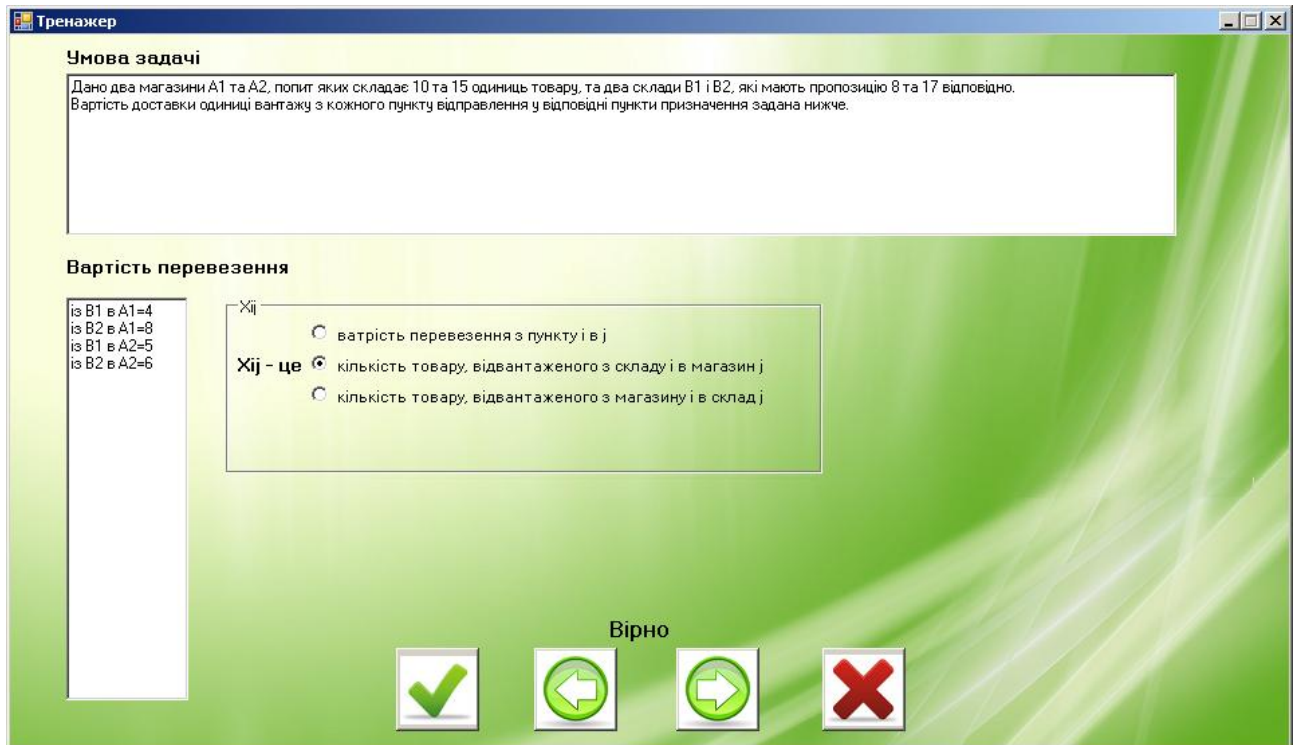 Тренажер
Умова задачі
Дано два магазини А1 та А2, попит яких складає 10 та 15 одиниць товару, та два склади В1 і В2, які мають пропозицію 8 та 17 відповідно.
Вартість доставки одиниці вантажу з кожного пункту відправлення у відповідні пункти призначення задана нижче.
Вартість перевезення
із В1 в А1=4
із В2 в А1=8
із В1 в А2=5
із В2 в А2=6
Xij
ватрість перевезення з пункту i в j
Xij - це кількість товару, відвантаженого з складу i в магазин j
кількість товару, відвантаженого з магазину i в склад j
Вірно